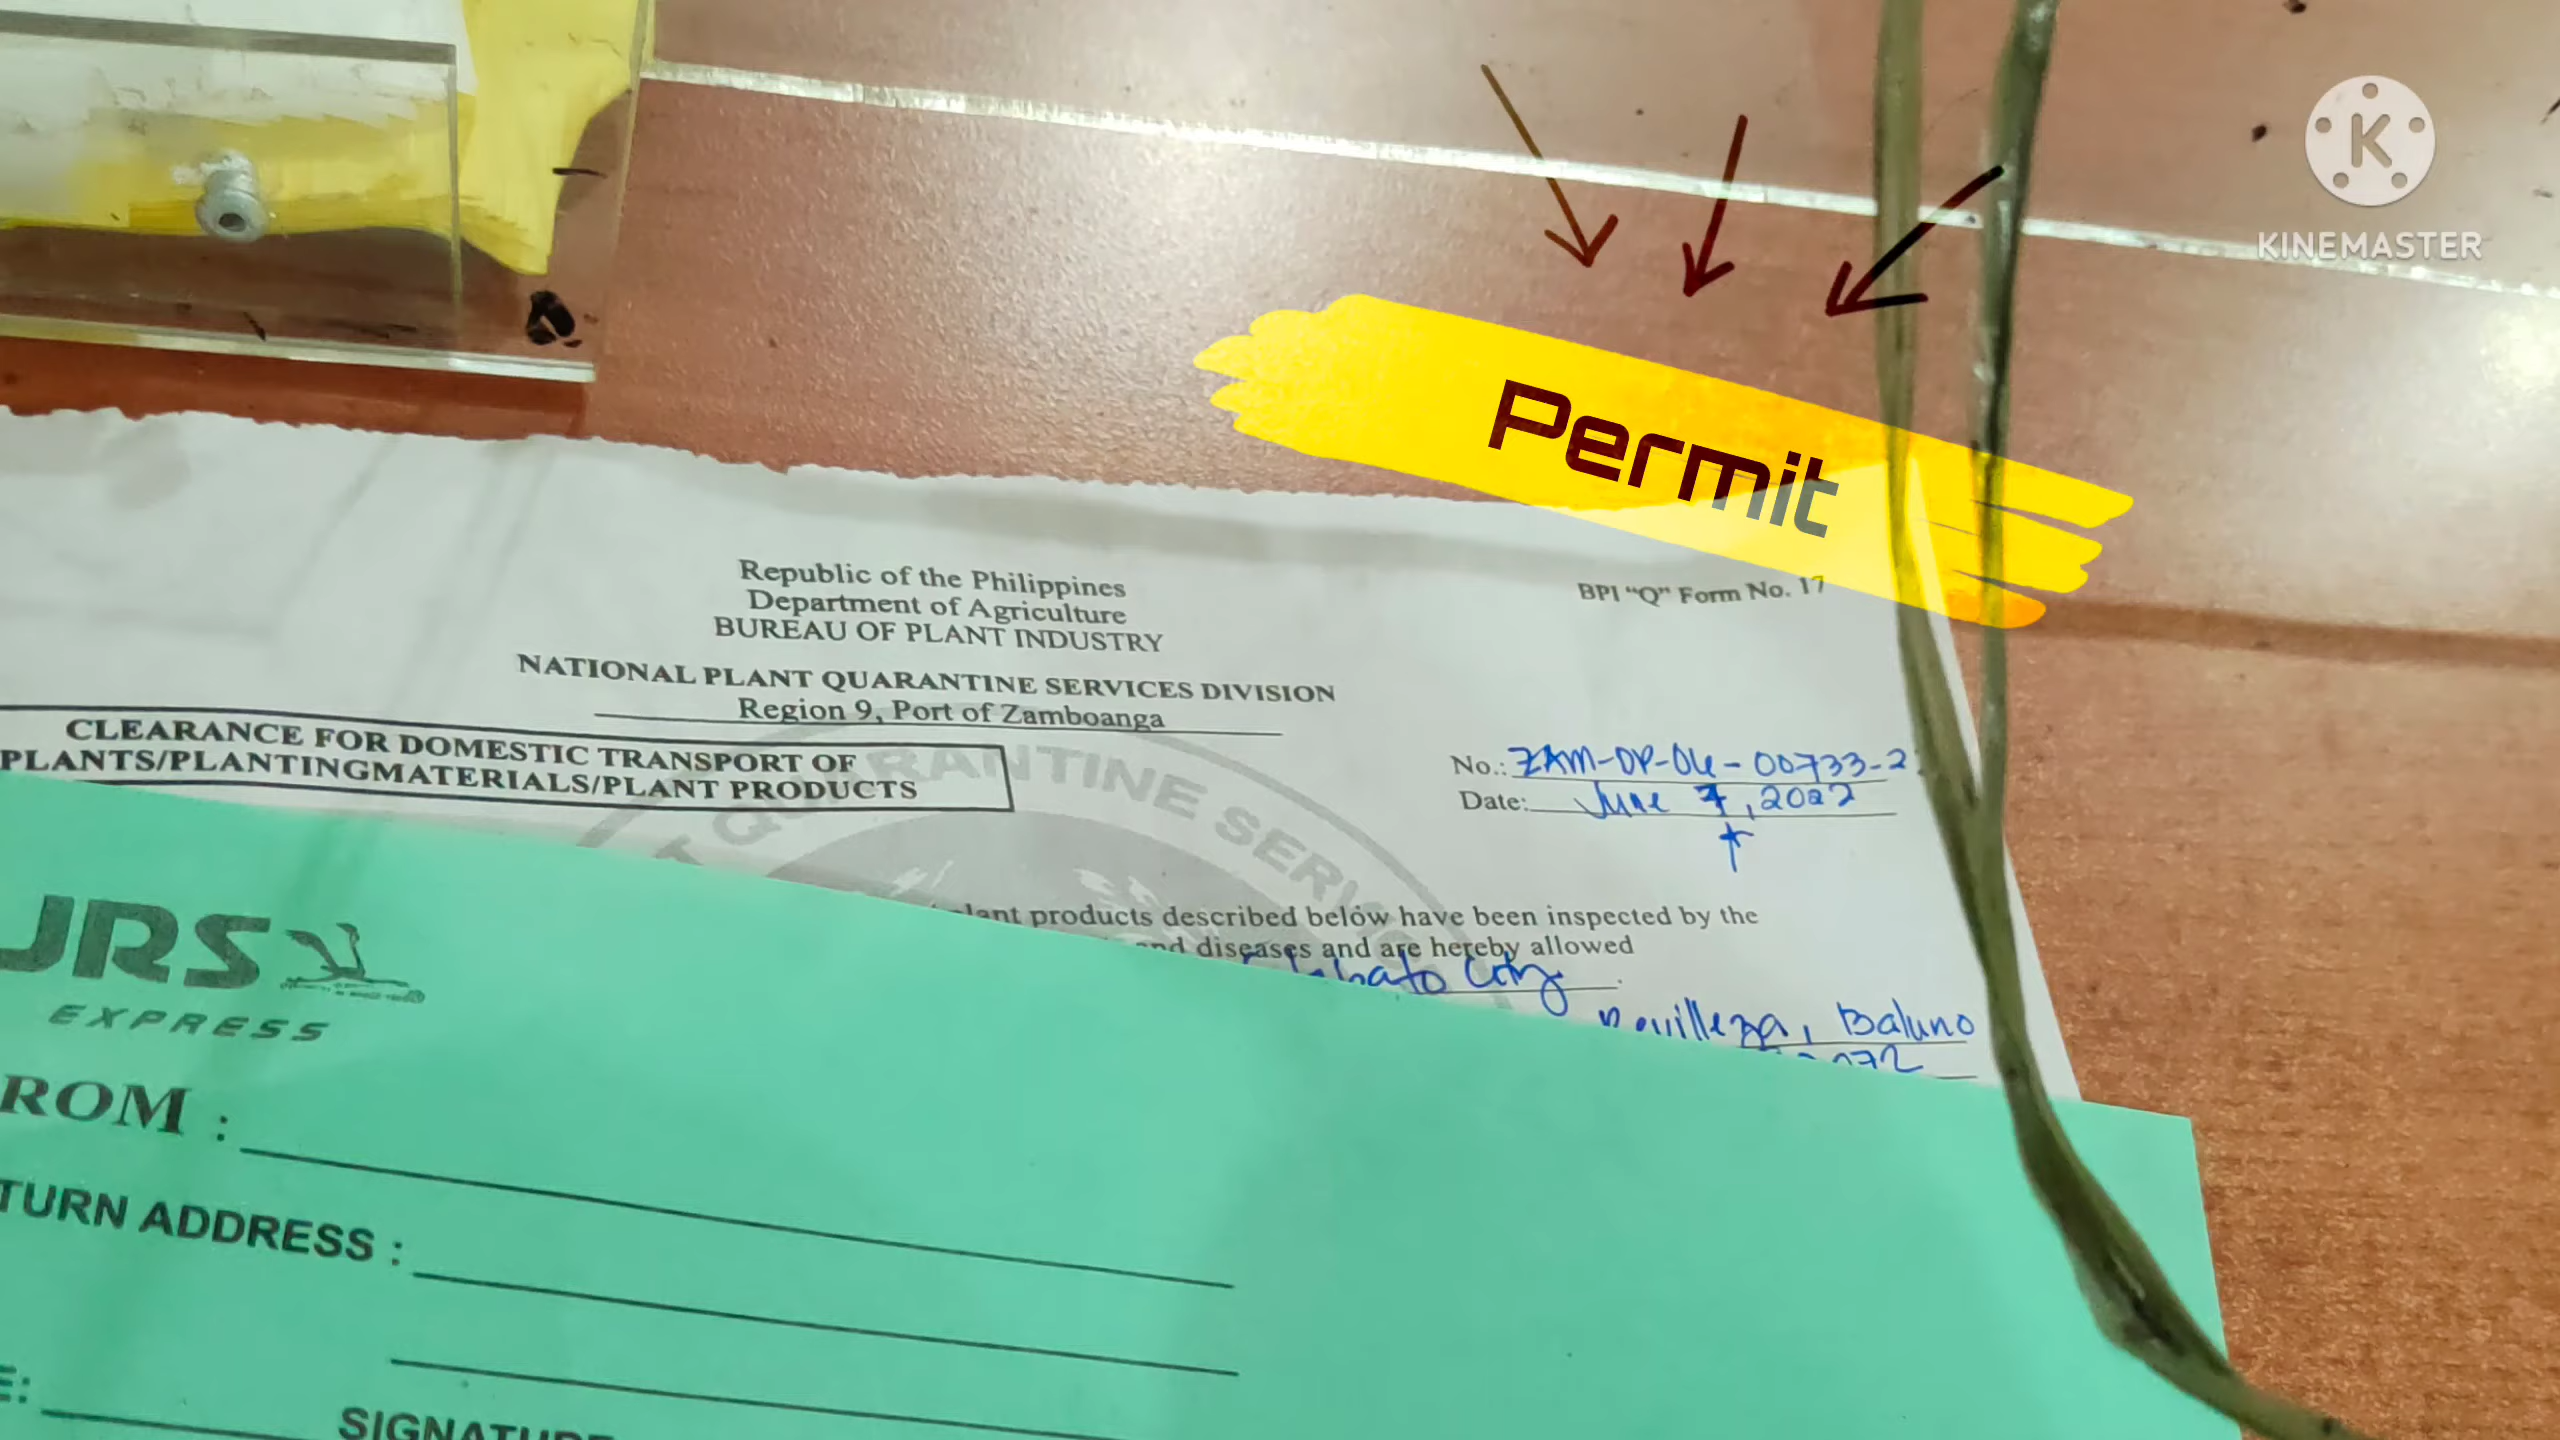 KINEMASTER
Permit
Republic of the Philippines
Department of Agriculture
BUREAU OF PLANT INDUSTRY
BPI "Q" Form No. 17
NATIONAL PLANT QUARANTINE SERVICES DIVISION
Region 9, Port of Zamboanga
CLEARANCE FOR DOMESTIC TRANSPORT OF
PLANTS/PLANTINGMATERIALS/PLANT PRODUCTS
No.: ZAM-DP-04-00733-2
Date: June 7, 2022
QUARANTINE SERVICE
products described below have been inspected by the
diseases and are hereby allowed
City
Baluno
JRS
EXPRESS
ROM :
TURN ADDRESS :
E: